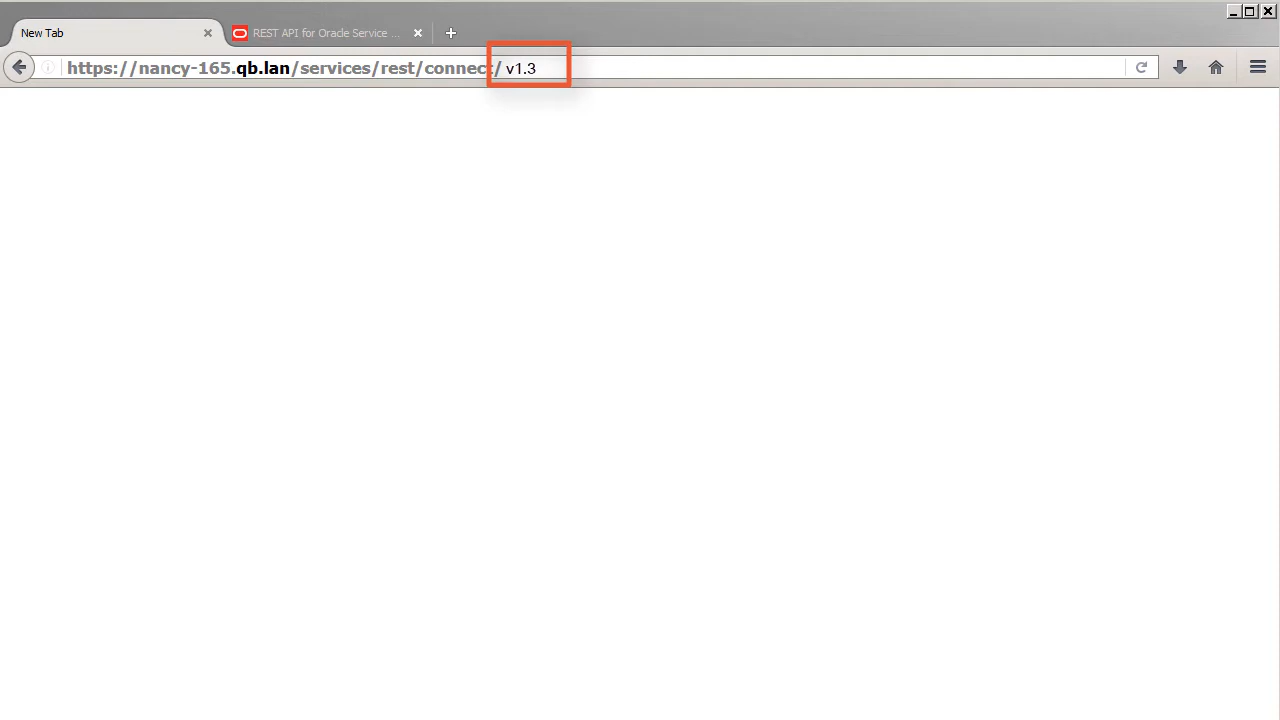 New Tab
REST API for Oracle Service ...
https://nancy-165.qb.lan/services/rest/connect/ v1.3